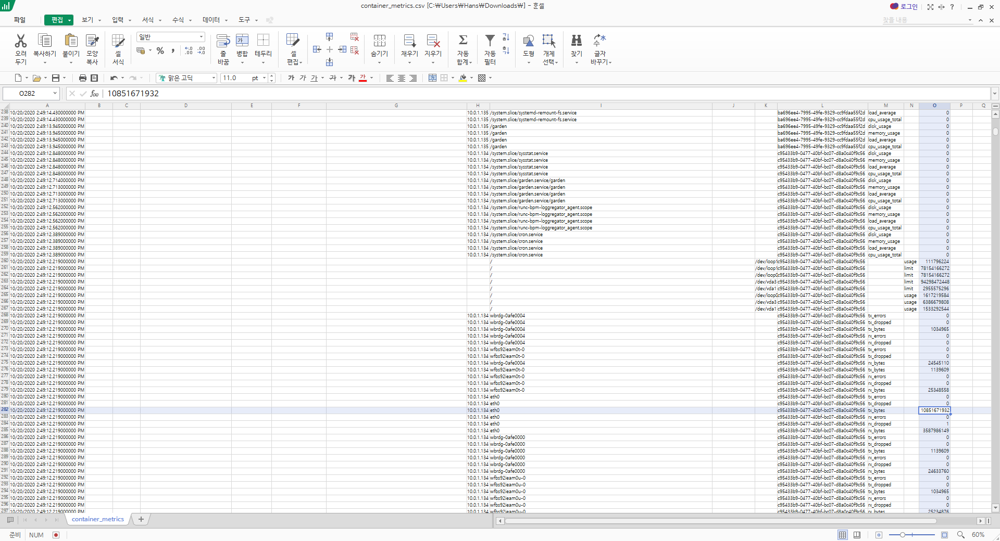 container_metrics.csv [C:₩Users₩Hans₩Downloads₩] - 훈셀
로그인
파일 편집 보기 입력 서식 수식 데이터 도구
찾을 내용
오려 두기 복사하기 붙이기 모양 복사 셀 서식 일반 줄 바꿈 병합 테두리 셀 편집 숨기기 채우기 지우기 자동 합계 자동 필터 도형 개체 선택 찾기 글자 바꾸기
맑은 고딕 11.0 pt 가 가 가 가 가 가
O282 10851671932
A B C D E F G H I J K L M N O P Q
238 10/20/2020 2:49:14.430000000 PM 10.0.1.135 /system.slice/systemd-remount-fs.service ba696ee4-7995-49fe-9329-cc9fdaa55f2d load_average 0
239 10/20/2020 2:49:14.430000000 PM 10.0.1.135 /system.slice/systemd-remount-fs.service ba696ee4-7995-49fe-9329-cc9fdaa55f2d cpu_usage_total 0
240 10/20/2020 2:49:13.945000000 PM 10.0.1.135 /garden ba696ee4-7995-49fe-9329-cc9fdaa55f2d disk_usage 0
241 10/20/2020 2:49:13.945000000 PM 10.0.1.135 /garden ba696ee4-7995-49fe-9329-cc9fdaa55f2d memory_usage 0
242 10/20/2020 2:49:13.945000000 PM 10.0.1.135 /garden ba696ee4-7995-49fe-9329-cc9fdaa55f2d load_average 0
243 10/20/2020 2:49:13.945000000 PM 10.0.1.135 /garden ba696ee4-7995-49fe-9329-cc9fdaa55f2d cpu_usage_total 0
244 10/20/2020 2:49:12.848000000 PM 10.0.1.134 /system.slice/sysstat.service c95433b9-0477-40bf-bc07-d8a0c40f9c56 disk_usage 0
245 10/20/2020 2:49:12.848000000 PM 10.0.1.134 /system.slice/sysstat.service c95433b9-0477-40bf-bc07-d8a0c40f9c56 memory_usage 0
246 10/20/2020 2:49:12.848000000 PM 10.0.1.134 /system.slice/sysstat.service c95433b9-0477-40bf-bc07-d8a0c40f9c56 load_average 0
247 10/20/2020 2:49:12.848000000 PM 10.0.1.134 /system.slice/sysstat.service c95433b9-0477-40bf-bc07-d8a0c40f9c56 cpu_usage_total 0
248 10/20/2020 2:49:12.714000000 PM 10.0.1.134 /system.slice/garden.service/garden c95433b9-0477-40bf-bc07-d8a0c40f9c56 disk_usage 0
249 10/20/2020 2:49:12.713000000 PM 10.0.1.134 /system.slice/garden.service/garden c95433b9-0477-40bf-bc07-d8a0c40f9c56 memory_usage 0
250 10/20/2020 2:49:12.713000000 PM 10.0.1.134 /system.slice/garden.service/garden c95433b9-0477-40bf-bc07-d8a0c40f9c56 load_average 0
251 10/20/2020 2:49:12.713000000 PM 10.0.1.134 /system.slice/garden.service/garden c95433b9-0477-40bf-bc07-d8a0c40f9c56 cpu_usage_total 0
252 10/20/2020 2:49:12.562000000 PM 10.0.1.134 /system.slice/runc-bpm-loggregator_agent.scope c95433b9-0477-40bf-bc07-d8a0c40f9c56 disk_usage 0
253 10/20/2020 2:49:12.562000000 PM 10.0.1.134 /system.slice/runc-bpm-loggregator_agent.scope c95433b9-0477-40bf-bc07-d8a0c40f9c56 memory_usage 0
254 10/20/2020 2:49:12.562000000 PM 10.0.1.134 /system.slice/runc-bpm-loggregator_agent.scope c95433b9-0477-40bf-bc07-d8a0c40f9c56 load_average 0
255 10/20/2020 2:49:12.562000000 PM 10.0.1.134 /system.slice/runc-bpm-loggregator_agent.scope c95433b9-0477-40bf-bc07-d8a0c40f9c56 cpu_usage_total 0
256 10/20/2020 2:49:12.389000000 PM 10.0.1.134 /system.slice/cron.service c95433b9-0477-40bf-bc07-d8a0c40f9c56 disk_usage 0
257 10/20/2020 2:49:12.389000000 PM 10.0.1.134 /system.slice/cron.service c95433b9-0477-40bf-bc07-d8a0c40f9c56 memory_usage 0
258 10/20/2020 2:49:12.389000000 PM 10.0.1.134 /system.slice/cron.service c95433b9-0477-40bf-bc07-d8a0c40f9c56 load_average 0
259 10/20/2020 2:49:12.389000000 PM 10.0.1.134 /system.slice/cron.service c95433b9-0477-40bf-bc07-d8a0c40f9c56 cpu_usage_total 0
260 10/20/2020 2:49:12.219000000 PM / /dev/loop1 c95433b9-0477-40bf-bc07-d8a0c40f9c56 usage 111796224
261 10/20/2020 2:49:12.219000000 PM / /dev/loop1 c95433b9-0477-40bf-bc07-d8a0c40f9c56 limit 78154166272
262 10/20/2020 2:49:12.219000000 PM / /dev/loop0 c95433b9-0477-40bf-bc07-d8a0c40f9c56 limit 78154166272
263 10/20/2020 2:49:12.219000000 PM / /dev/vda3 c95433b9-0477-40bf-bc07-d8a0c40f9c56 limit 94298472448
264 10/20/2020 2:49:12.219000000 PM / /dev/vda1 c95433b9-0477-40bf-bc07-d8a0c40f9c56 limit 2955575296
265 10/20/2020 2:49:12.219000000 PM / /dev/loop0 c95433b9-0477-40bf-bc07-d8a0c40f9c56 usage 1617219584
266 10/20/2020 2:49:12.219000000 PM / /dev/vda3 c95433b9-0477-40bf-bc07-d8a0c40f9c56 usage 6386679808
267 10/20/2020 2:49:12.219000000 PM / /dev/vda1 c95433b9-0477-40bf-bc07-d8a0c40f9c56 usage 1533292544
268 10/20/2020 2:49:12.219000000 PM 10.0.1.134 wbrdg-0afe0004 c95433b9-0477-40bf-bc07-d8a0c40f9c56 tx_errors 0
269 10/20/2020 2:49:12.219000000 PM 10.0.1.134 wbrdg-0afe0004 c95433b9-0477-40bf-bc07-d8a0c40f9c56 tx_dropped 0
270 10/20/2020 2:49:12.219000000 PM 10.0.1.134 wbrdg-0afe0004 c95433b9-0477-40bf-bc07-d8a0c40f9c56 tx_bytes 1034965
271 10/20/2020 2:49:12.219000000 PM 10.0.1.134 wbrdg-0afe0004 c95433b9-0477-40bf-bc07-d8a0c40f9c56 rx_errors 0
272 10/20/2020 2:49:12.219000000 PM 10.0.1.134 wbrdg-0afe0004 c95433b9-0477-40bf-bc07-d8a0c40f9c56 rx_dropped 0
273 10/20/2020 2:49:12.219000000 PM 10.0.1.134 wfbs92ieam0t-0 c95433b9-0477-40bf-bc07-d8a0c40f9c56 tx_errors 0
274 10/20/2020 2:49:12.219000000 PM 10.0.1.134 wfbs92ieam0t-0 c95433b9-0477-40bf-bc07-d8a0c40f9c56 tx_dropped 0
275 10/20/2020 2:49:12.219000000 PM 10.0.1.134 wbrdg-0afe0004 c95433b9-0477-40bf-bc07-d8a0c40f9c56 rx_bytes 24545110
276 10/20/2020 2:49:12.219000000 PM 10.0.1.134 wfbs92ieam0t-0 c95433b9-0477-40bf-bc07-d8a0c40f9c56 tx_bytes 1139609
277 10/20/2020 2:49:12.219000000 PM 10.0.1.134 wfbs92ieam0t-0 c95433b9-0477-40bf-bc07-d8a0c40f9c56 rx_errors 0
278 10/20/2020 2:49:12.219000000 PM 10.0.1.134 wfbs92ieam0t-0 c95433b9-0477-40bf-bc07-d8a0c40f9c56 rx_dropped 0
279 10/20/2020 2:49:12.219000000 PM 10.0.1.134 wfbs92ieam0t-0 c95433b9-0477-40bf-bc07-d8a0c40f9c56 rx_bytes 25348558
280 10/20/2020 2:49:12.219000000 PM 10.0.1.134 eth0 c95433b9-0477-40bf-bc07-d8a0c40f9c56 tx_errors 0
281 10/20/2020 2:49:12.219000000 PM 10.0.1.134 eth0 c95433b9-0477-40bf-bc07-d8a0c40f9c56 tx_dropped 0
282 10/20/2020 2:49:12.219000000 PM 10.0.1.134 eth0 c95433b9-0477-40bf-bc07-d8a0c40f9c56 tx_bytes 10851671932
283 10/20/2020 2:49:12.219000000 PM 10.0.1.134 eth0 c95433b9-0477-40bf-bc07-d8a0c40f9c56 rx_errors 0
284 10/20/2020 2:49:12.219000000 PM 10.0.1.134 eth0 c95433b9-0477-40bf-bc07-d8a0c40f9c56 rx_dropped 1
285 10/20/2020 2:49:12.219000000 PM 10.0.1.134 eth0 c95433b9-0477-40bf-bc07-d8a0c40f9c56 rx_bytes 3587986149
286 10/20/2020 2:49:12.219000000 PM 10.0.1.134 wbrdg-0afe0000 c95433b9-0477-40bf-bc07-d8a0c40f9c56 tx_errors 0
287 10/20/2020 2:49:12.219000000 PM 10.0.1.134 wbrdg-0afe0000 c95433b9-0477-40bf-bc07-d8a0c40f9c56 tx_dropped 0
288 10/20/2020 2:49:12.219000000 PM 10.0.1.134 wbrdg-0afe0000 c95433b9-0477-40bf-bc07-d8a0c40f9c56 tx_bytes 1139609
289 10/20/2020 2:49:12.219000000 PM 10.0.1.134 wbrdg-0afe0000 c95433b9-0477-40bf-bc07-d8a0c40f9c56 rx_errors 0
290 10/20/2020 2:49:12.219000000 PM 10.0.1.134 wbrdg-0afe0000 c95433b9-0477-40bf-bc07-d8a0c40f9c56 rx_dropped 0
291 10/20/2020 2:49:12.219000000 PM 10.0.1.134 wbrdg-0afe0000 c95433b9-0477-40bf-bc07-d8a0c40f9c56 rx_bytes 24633760
292 10/20/2020 2:49:12.219000000 PM 10.0.1.134 wfbs92ieam0u-0 c95433b9-0477-40bf-bc07-d8a0c40f9c56 tx_errors 0
293 10/20/2020 2:49:12.219000000 PM 10.0.1.134 wfbs92ieam0u-0 c95433b9-0477-40bf-bc07-d8a0c40f9c56 tx_dropped 0
294 10/20/2020 2:49:12.219000000 PM 10.0.1.134 wfbs92ieam0u-0 c95433b9-0477-40bf-bc07-d8a0c40f9c56 tx_bytes 1034965
295 10/20/2020 2:49:12.219000000 PM 10.0.1.134 wfbs92ieam0u-0 c95433b9-0477-40bf-bc07-d8a0c40f9c56 rx_errors 0
296 10/20/2020 2:49:12.219000000 PM 10.0.1.134 wfbs92ieam0u-0 c95433b9-0477-40bf-bc07-d8a0c40f9c56 rx_dropped 0
297 10/20/2020 2:49:12.219000000 PM 10.0.1.134 wfbs92ieam0u-0 c95433b9-0477-40bf-bc07-d8a0c40f9c56 rx_bytes 25234876
container_metrics
준비 NUM 60%